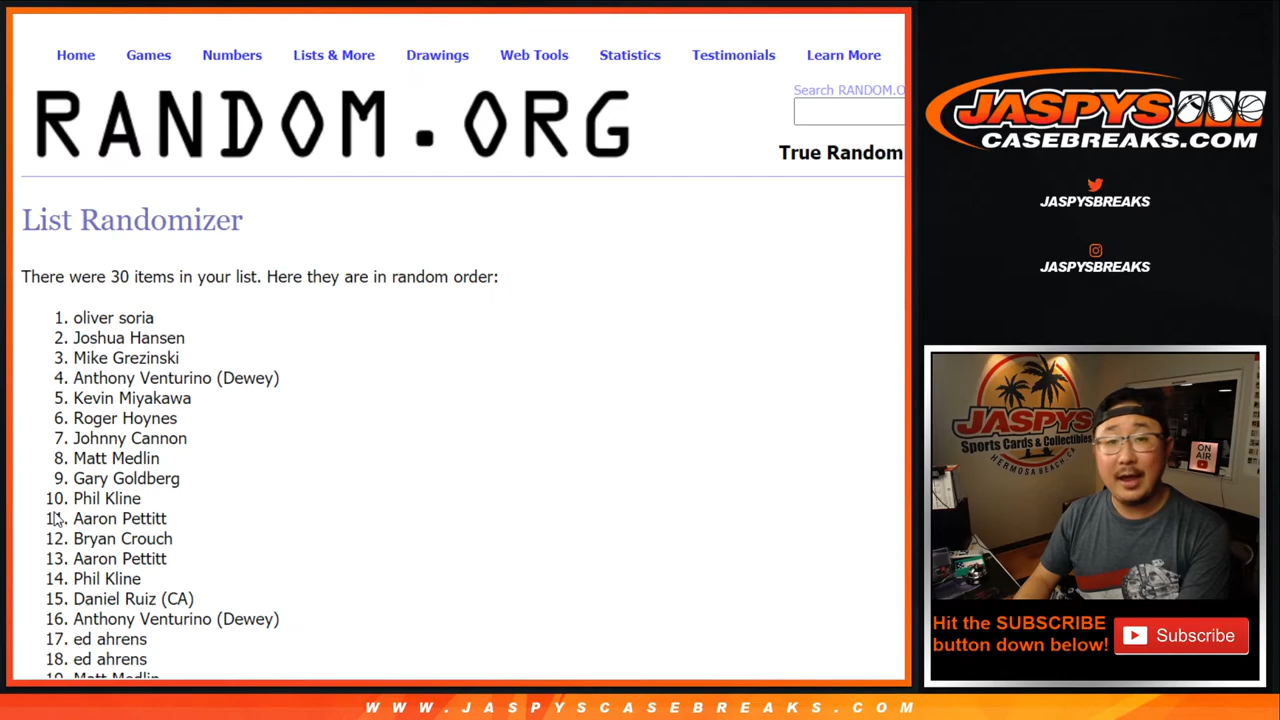 Home Games Numbers Lists & More Drawings Web Tools Statistics Testimonials Learn More
Search RANDOM.O
RANDOM.ORG
True Random
List Randomizer
There were 30 items in your list. Here they are in random order:
1. oliver soria
2. Joshua Hansen
3. Mike Grezinski
4. Anthony Venturino (Dewey)
5. Kevin Miyakawa
6. Roger Hoynes
7. Johnny Cannon
8. Matt Medlin
9. Gary Goldberg
10. Phil Kline
11. Aaron Pettitt
12. Bryan Crouch
13. Aaron Pettitt
14. Phil Kline
15. Daniel Ruiz (CA)
16. Anthony Venturino (Dewey)
17. ed ahrens
18. ed ahrens
19. Matt Medlin
JASPYS
CASEBREAKS.COM
JASPYSBREAKS
JASPYSBREAKS
JASPYS
Sports Cards & Collectibles
HERMOSA BEACH, CA
ON
AIR
Hit the SUBSCRIBE
button down below!
Subscribe
WWW.JASPYSCASEBREAKS.COM